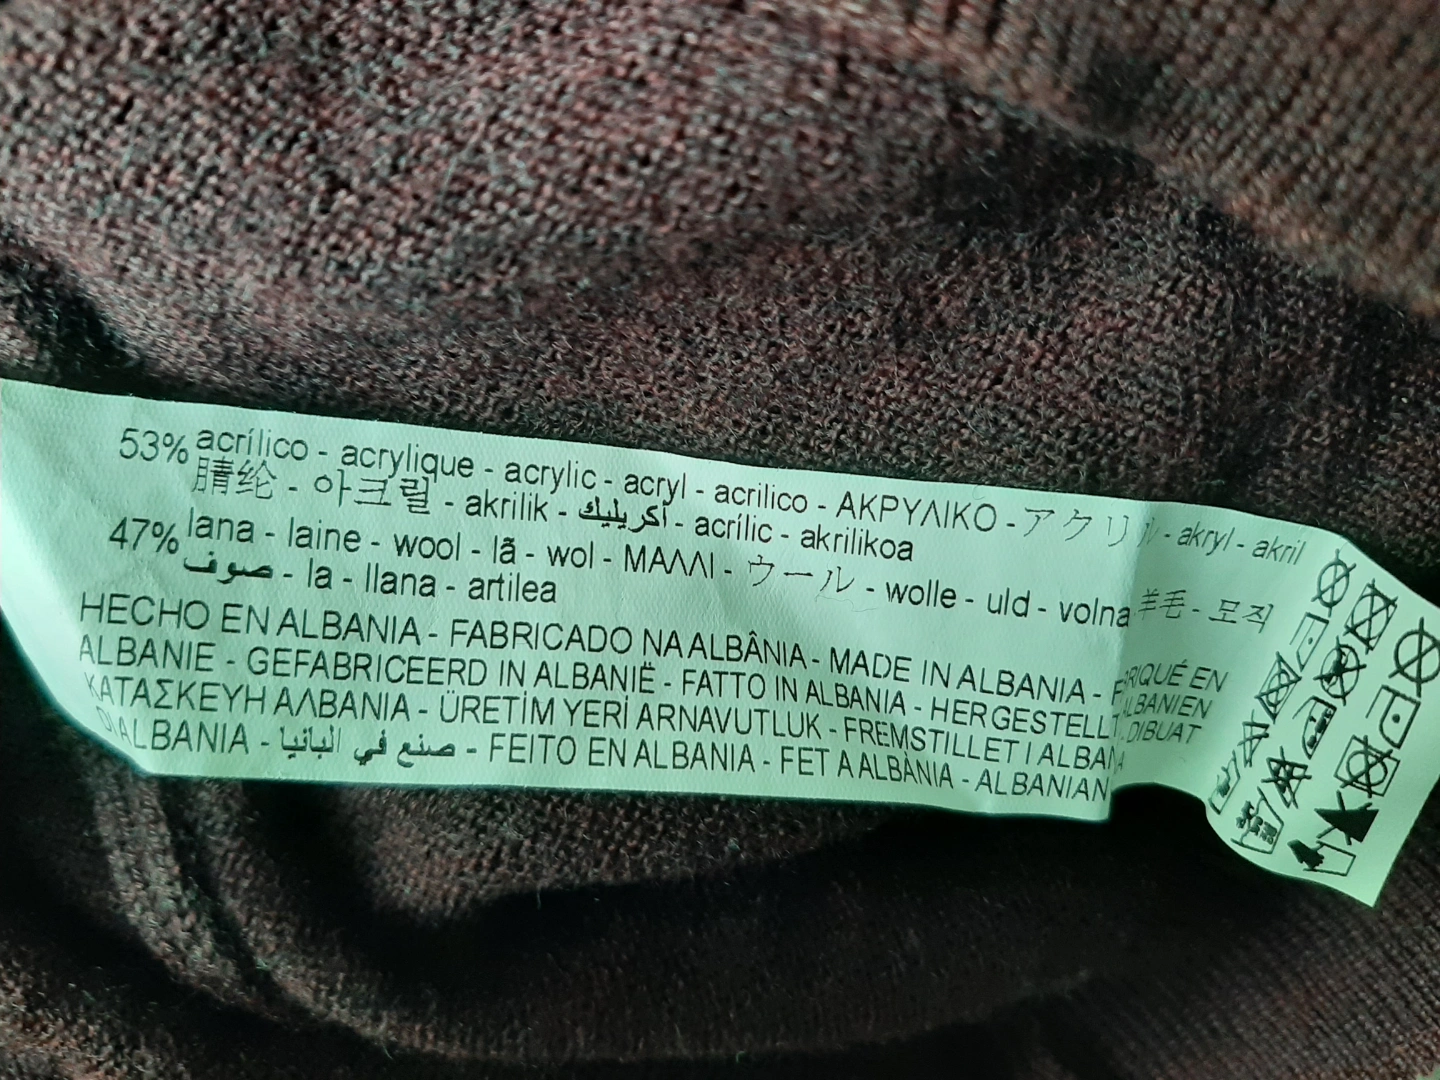 53% acrílico - acrylique - acrylic - acryl - acrilico - ΑΚΡΥΛΙΚΟ - アクリル - akryl - akril
腈纶 - 아크릴 - akrilik - أكريليك - acrílic - akrilikoa
47% lana - laine - wool - lã - wol - ΜΑΛΛΙ - ウール - wolle - uld - volna 羊毛 - 모직
صوف - la - llana - artilea
HECHO EN ALBANIA - FABRICADO NA ALBÂNIA - MADE IN ALBANIA - FABRIQUÉ EN
ALBANIE - GEFABRICEERD IN ALBANIË - FATTO IN ALBANIA - HERGESTELLT ALBANIEN
ΚΑΤΑΣΚΕΥΗ ΑΛΒΑΝΙΑ - ÜRETİM YERİ ARNAVUTLUK - FREMSTILLET I ALBAN DIBUAT
DI ALBANIA - صنع في البانيا - FEITO EN ALBANIA - FET A ALBÀNIA - ALBANIAN